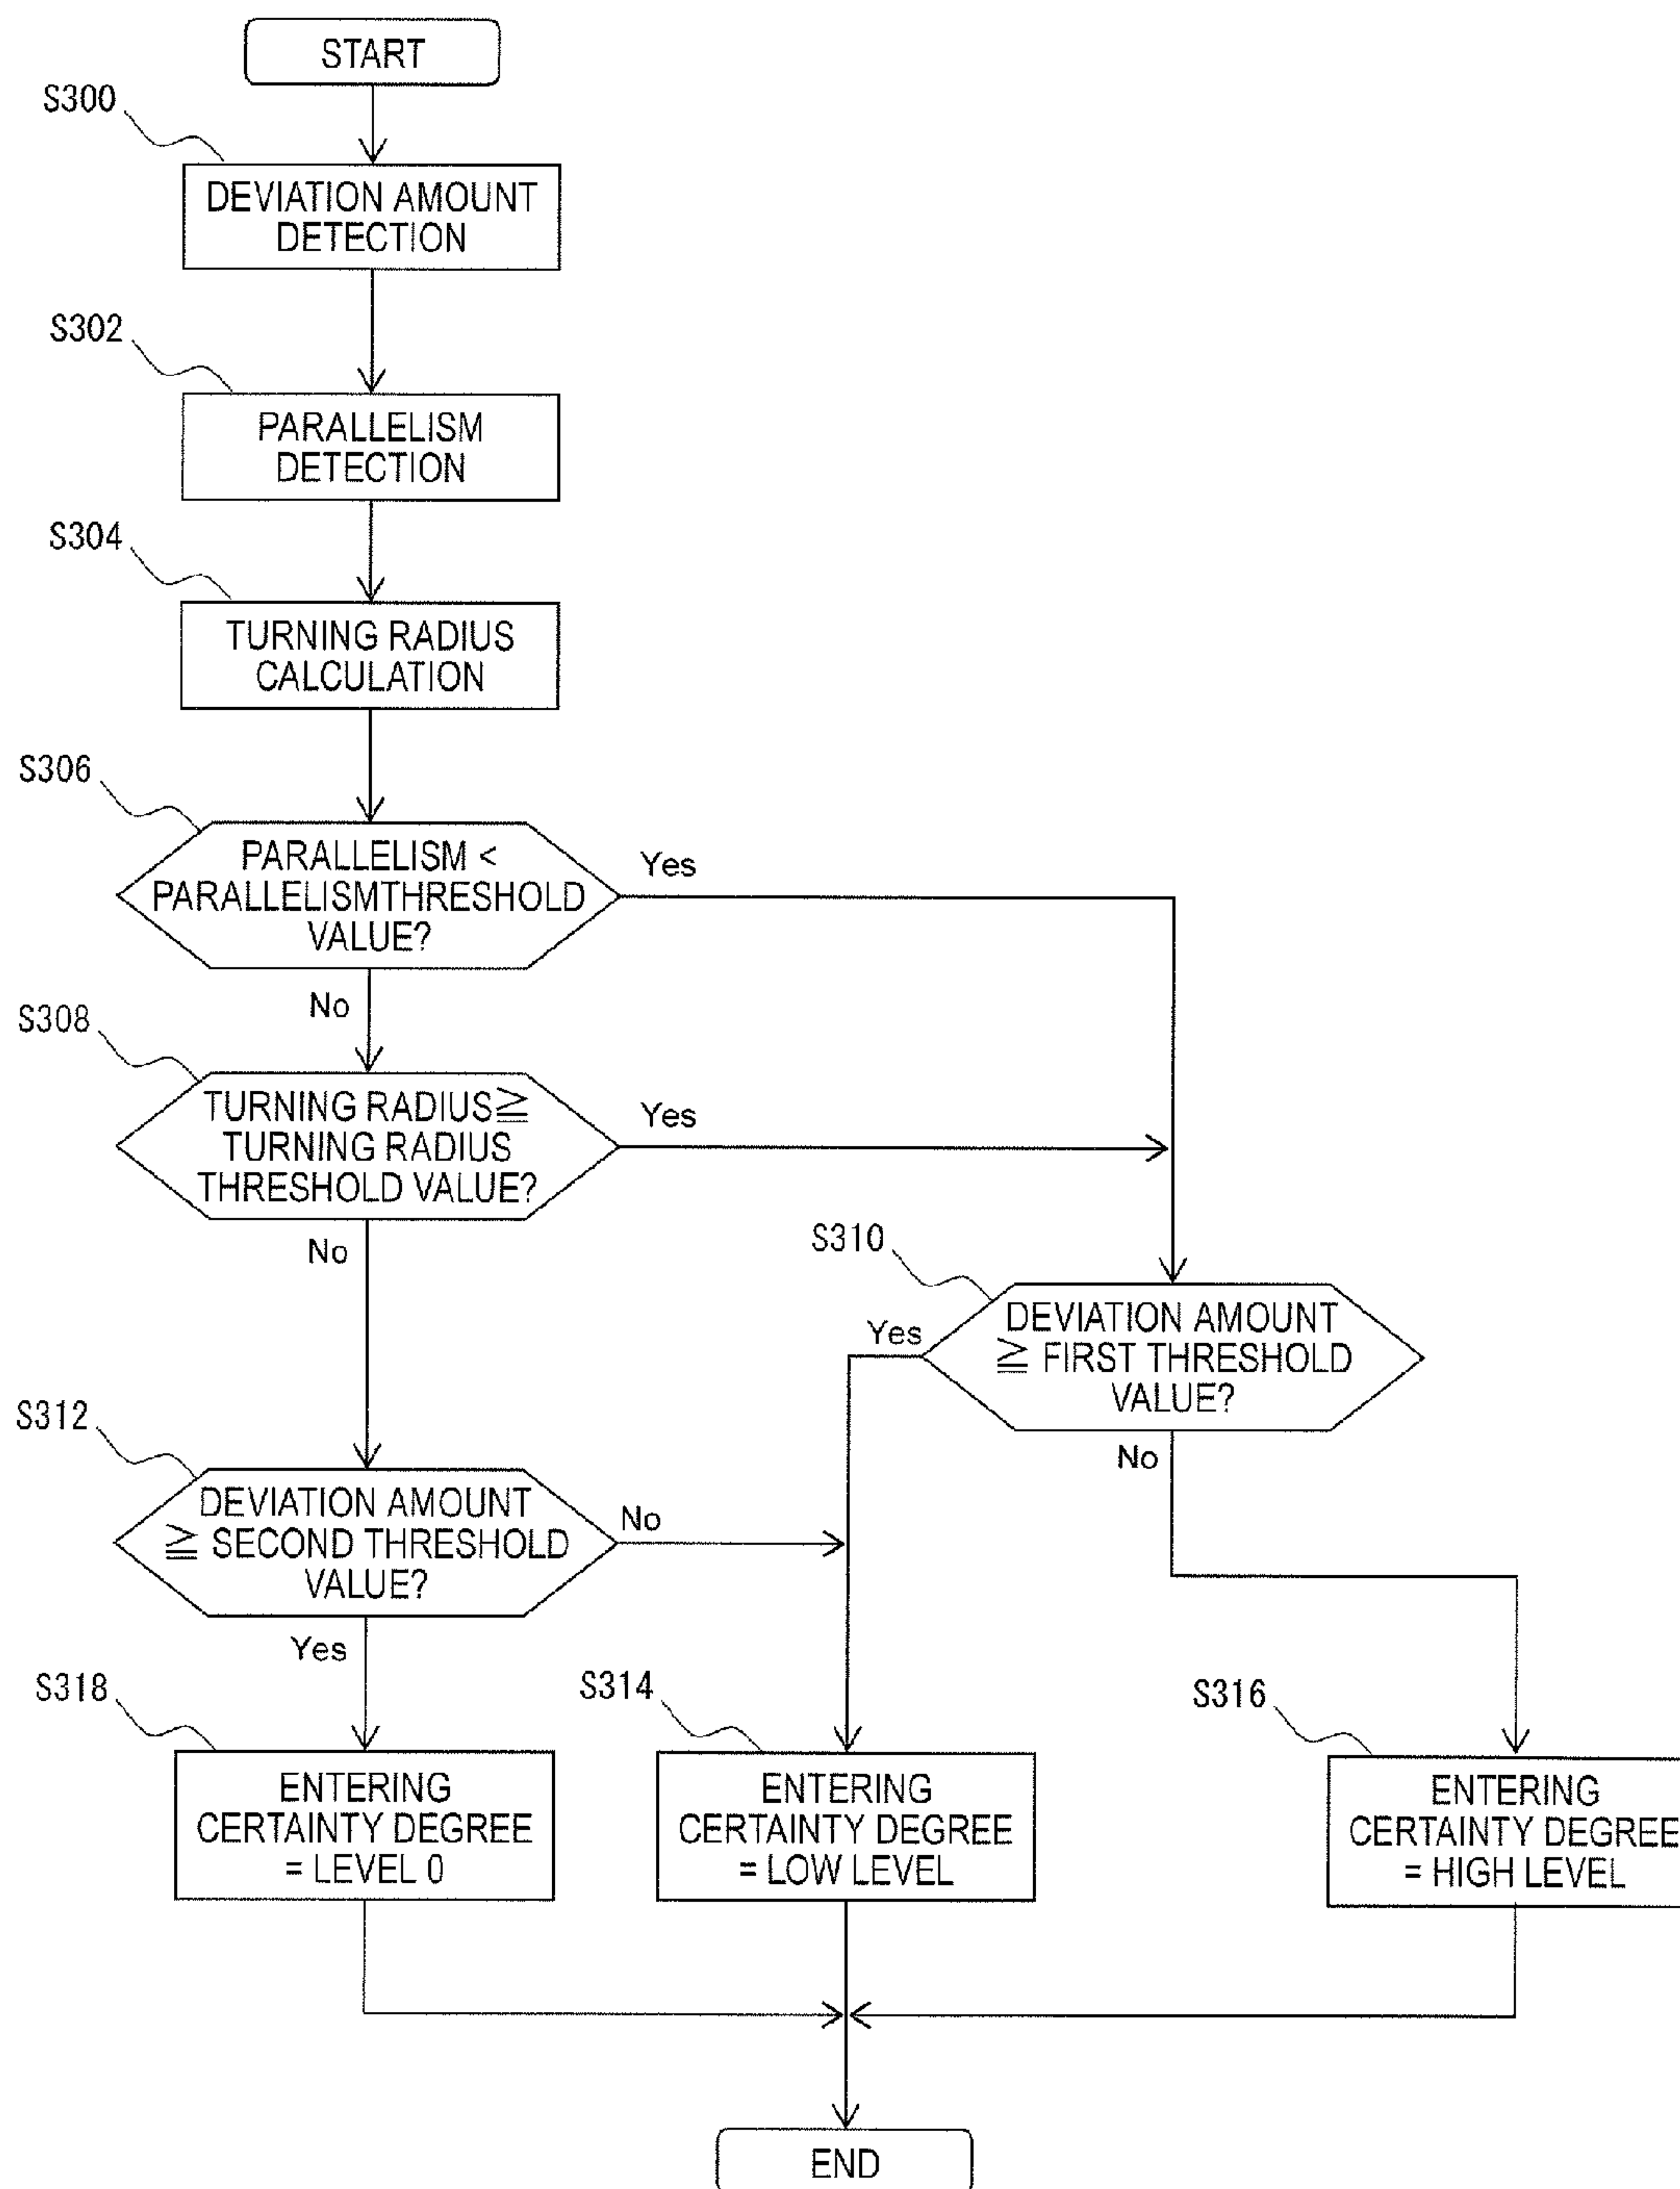 START
S300
DEVIATION AMOUNT
DETECTION
S302
PARALLELISM
DETECTION
S304
TURNING RADIUS
CALCULATION
S306
PARALLELISM <
PARALLELISMTHRESHOLD
VALUE?
Yes
No
S308
TURNING RADIUS≧
TURNING RADIUS
THRESHOLD VALUE?
Yes
No
S310
DEVIATION AMOUNT
≧ FIRST THRESHOLD
VALUE?
Yes
No
S312
DEVIATION AMOUNT
≧ SECOND THRESHOLD
VALUE?
No
Yes
S318
ENTERING
CERTAINTY DEGREE
= LEVEL 0
S314
ENTERING
CERTAINTY DEGREE
= LOW LEVEL
S316
ENTERING
CERTAINTY DEGREE
= HIGH LEVEL
END